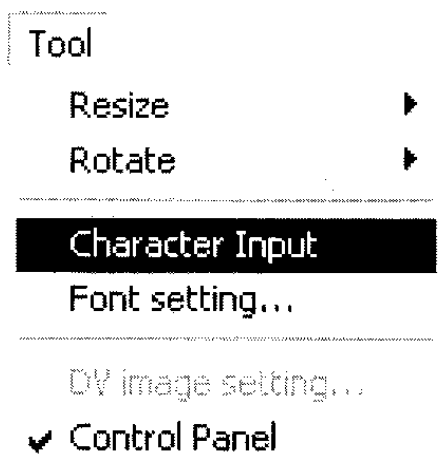 Tool
Resize
Rotate
Character Input
Font setting...
DV image setting...
Control Panel